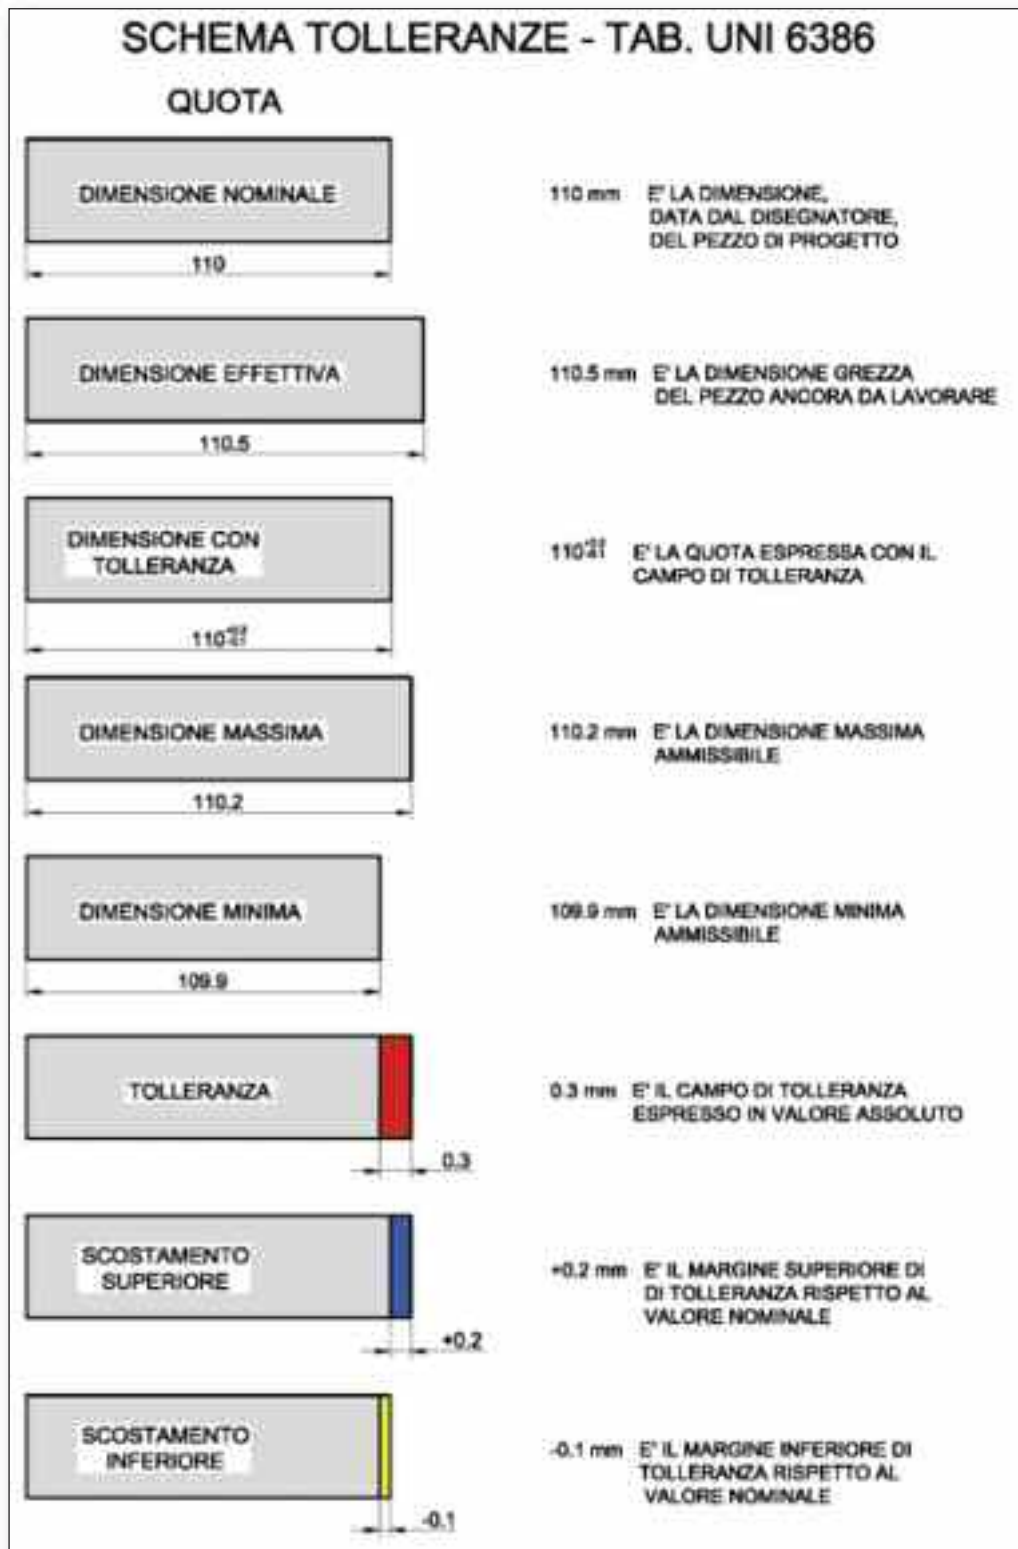 SCHEMA TOLLERANZE - TAB. UNI 6386
QUOTA
DIMENSIONE NOMINALE
110
110 mm E' LA DIMENSIONE,
DATA DAL DISEGNATORE,
DEL PEZZO DI PROGETTO
DIMENSIONE EFFETTIVA
110.5
110.5 mm E' LA DIMENSIONE GREZZA
DEL PEZZO ANCORA DA LAVORARE
DIMENSIONE CON
TOLLERANZA
110
110 E' LA QUOTA ESPRESSA CON IL
CAMPO DI TOLLERANZA
DIMENSIONE MASSIMA
110.2
110.2 mm E' LA DIMENSIONE MASSIMA
AMMISSIBILE
DIMENSIONE MINIMA
109.9
109.9 mm E' LA DIMENSIONE MINIMA
AMMISSIBILE
TOLLERANZA
0.3
0.3 mm E' IL CAMPO DI TOLLERANZA
ESPRESSO IN VALORE ASSOLUTO
SCOSTAMENTO
SUPERIORE
+0.2
+0.2 mm E' IL MARGINE SUPERIORE DI
DI TOLLERANZA RISPETTO AL
VALORE NOMINALE
SCOSTAMENTO
INFERIORE
-0.1
-0.1 mm E' IL MARGINE INFERIORE DI
TOLLERANZA RISPETTO AL
VALORE NOMINALE